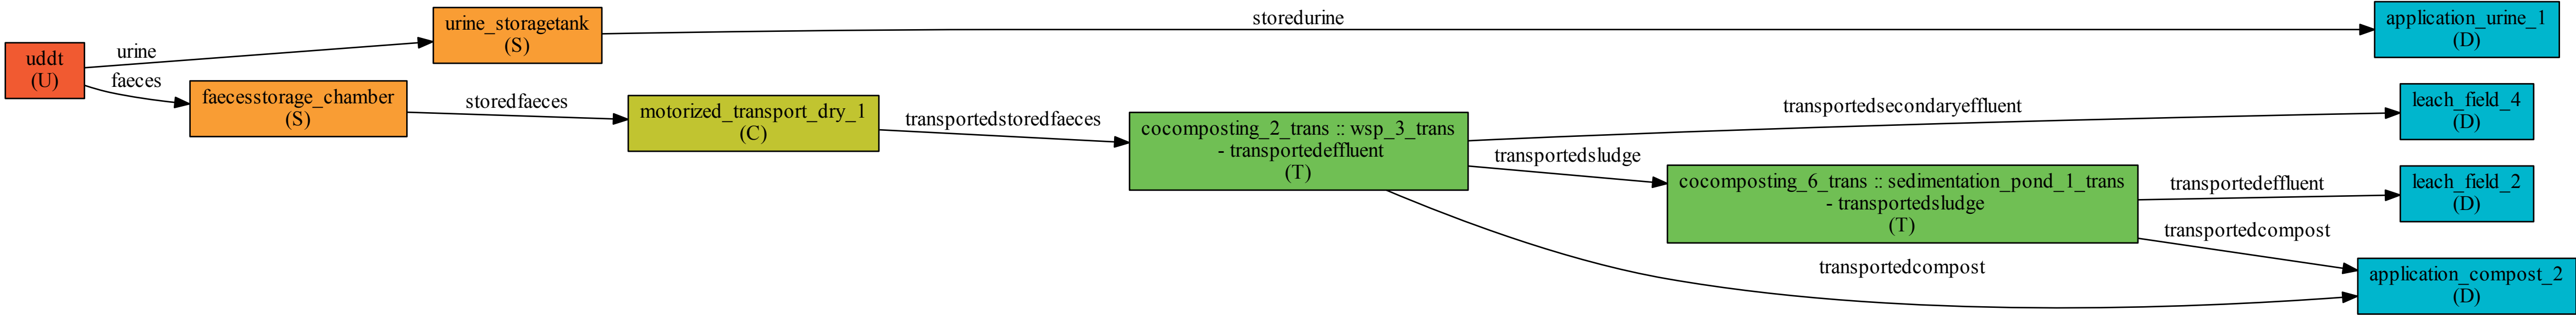 uddt
(U)
urine
faeces
urine_storagetank
(S)
faecesstorage_chamber
(S)
storedurine
storedfaeces
motorized_transport_dry_1
(C)
transportedstoredfaeces
cocomposting_2_trans :: wsp_3_trans
- transportedeffluent
(T)
transportedsecondaryeffluent
transportedsludge
transportedcompost
cocomposting_6_trans :: sedimentation_pond_1_trans
- transportedsludge
(T)
transportedeffluent
transportedcompost
application_urine_1
(D)
leach_field_4
(D)
leach_field_2
(D)
application_compost_2
(D)